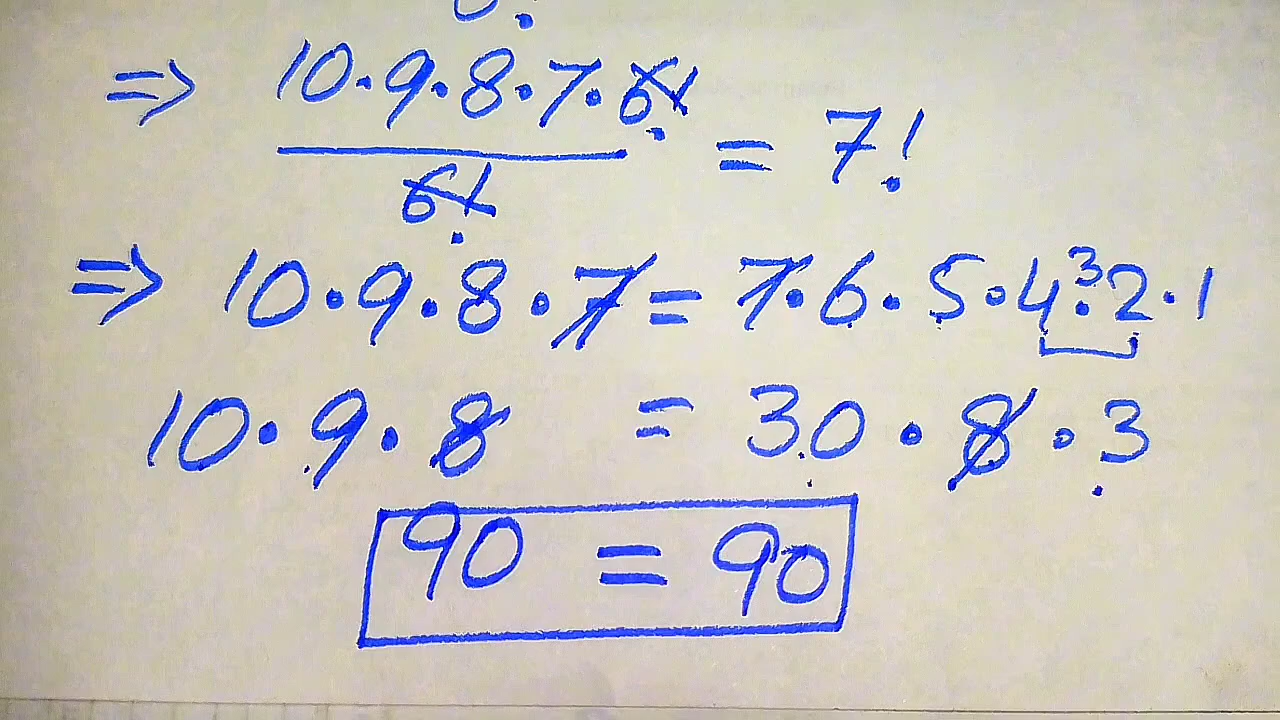 ⇒ 10·9·8·7·6! / 6! = 7!
⇒ 10·9·8·7 = 7·6·5·4·3·2·1
10·9·8 = 30·8·3
90 = 90